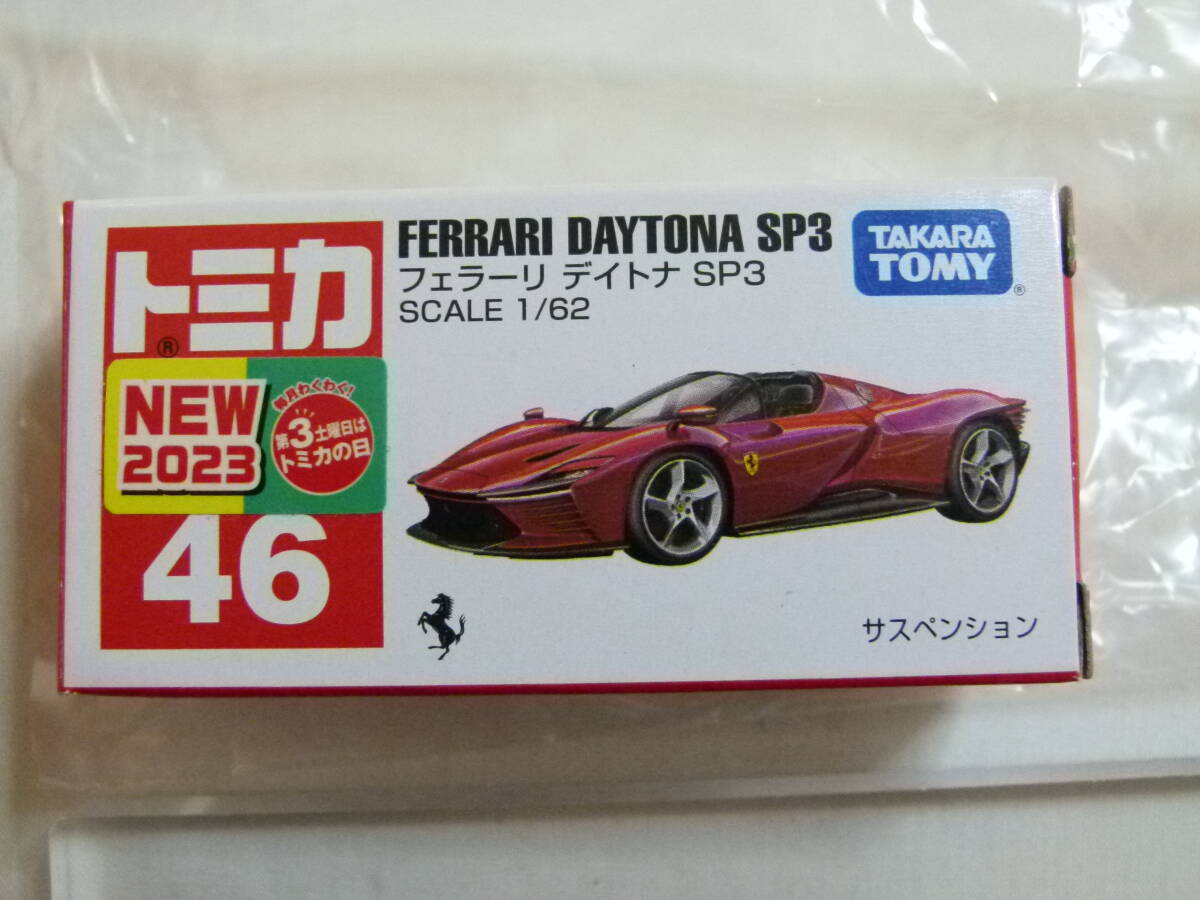 トミカ
®
NEW
2023
毎月わくわく!
第3土曜日は
トミカの日
46
FERRARI DAYTONA SP3
フェラーリ デイトナ SP3
SCALE 1/62
TAKARA
TOMY
®
サスペンション